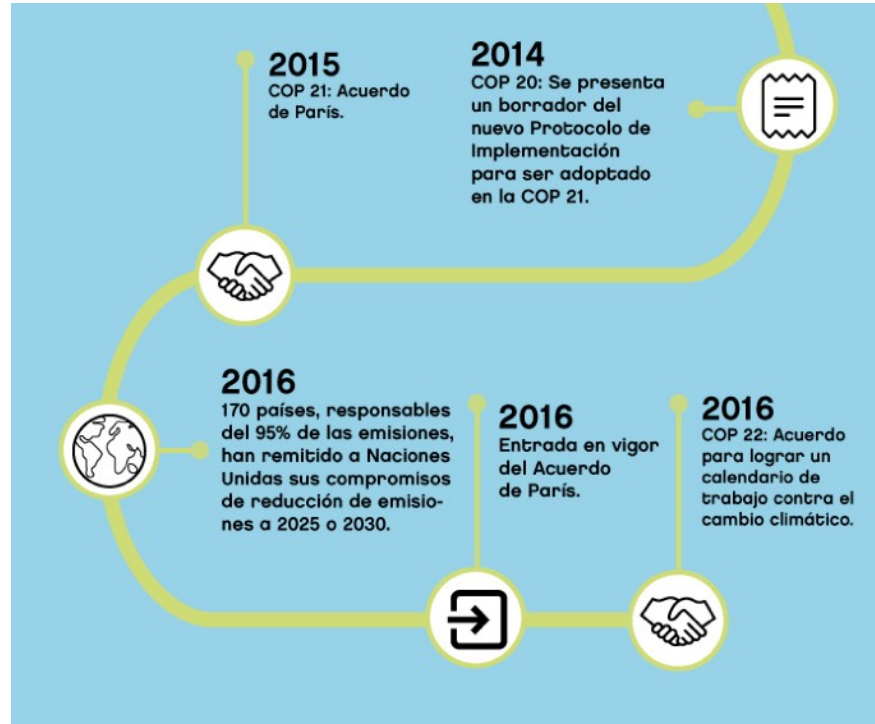 2015
COP 21: Acuerdo
de París.
2014
COP 20: Se presenta
un borrador del
nuevo Protocolo de
Implementación
para ser adoptado
en la COP 21.
2016
170 países, responsables
del 95% de las emisiones,
han remitido a Naciones
Unidas sus compromisos
de reducción de emisio-
nes a 2025 o 2030.
2016
Entrada en vigor
del Acuerdo
de París.
2016
COP 22: Acuerdo
para lograr un
calendario de
trabajo contra el
cambio climático.